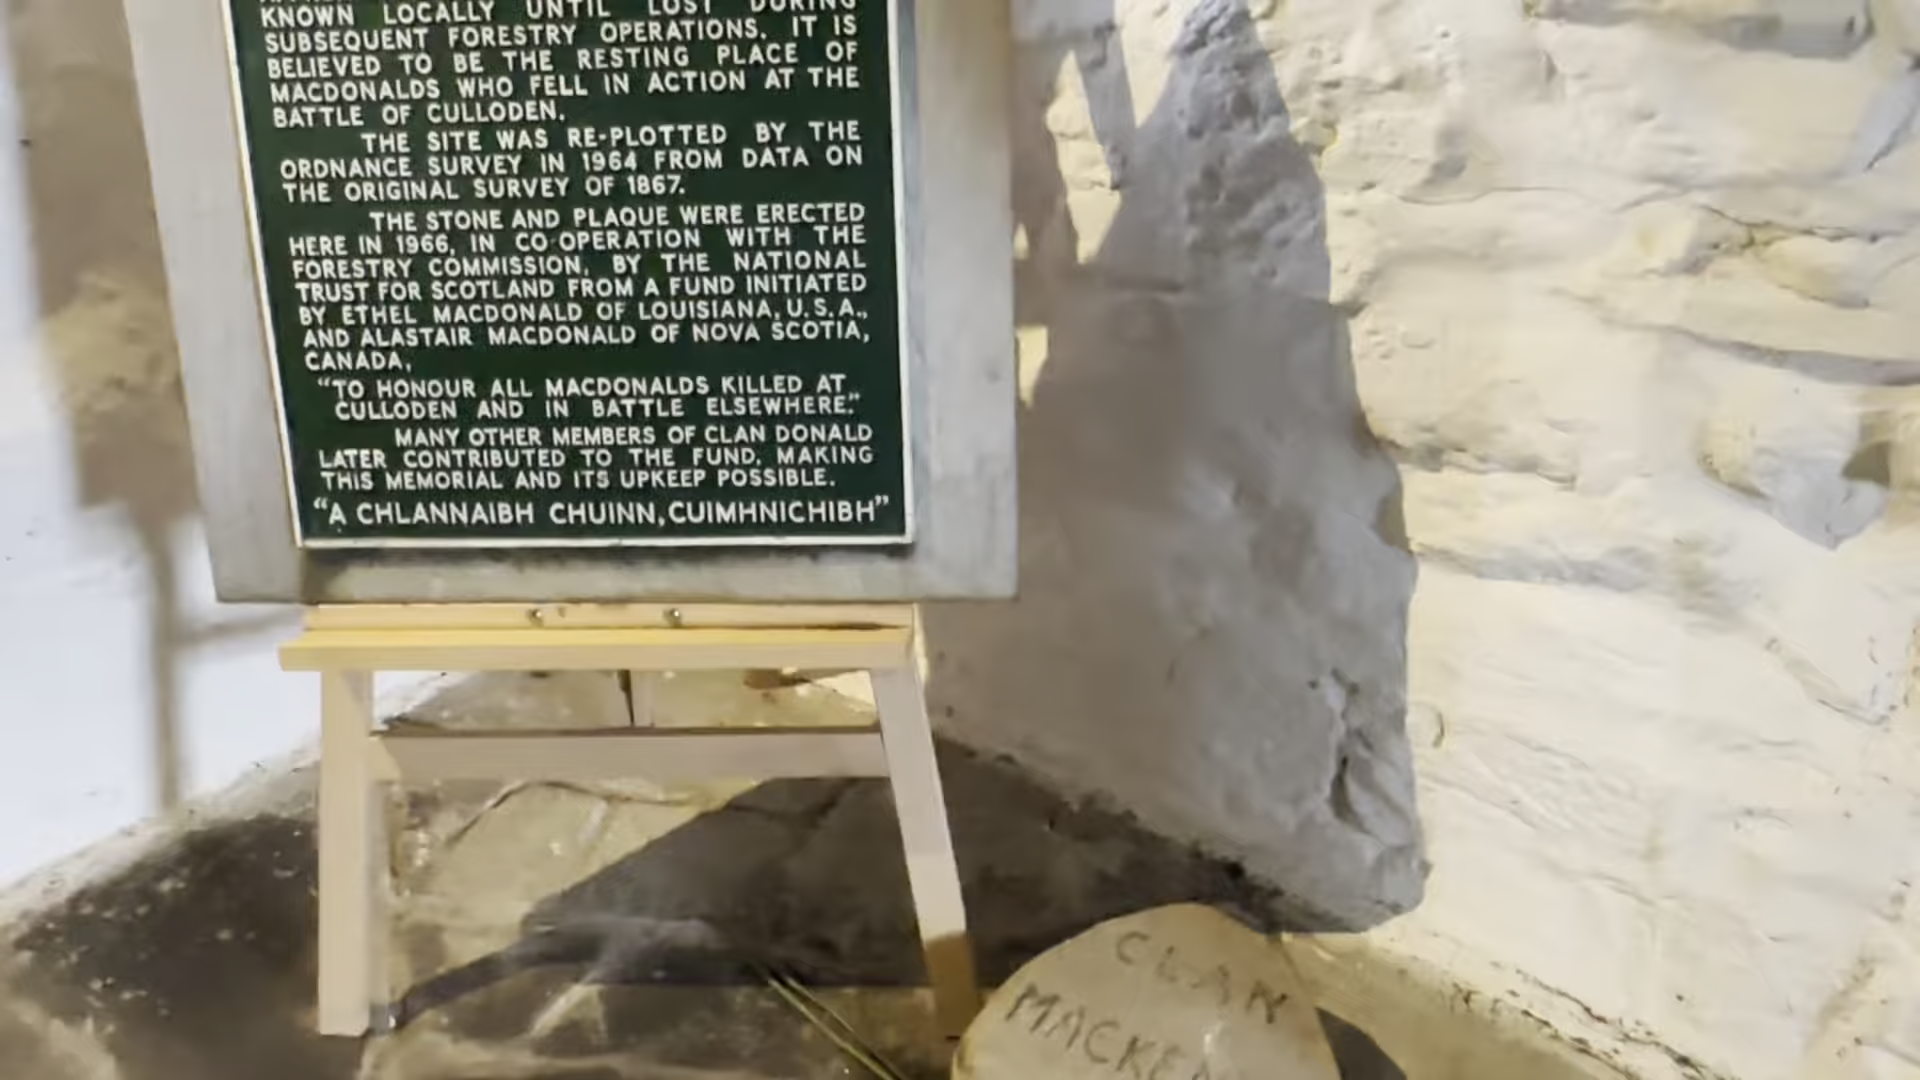 KNOWN LOCALLY UNTIL LOST DURING
SUBSEQUENT FORESTRY OPERATIONS. IT IS
BELIEVED TO BE THE RESTING PLACE OF
MACDONALDS WHO FELL IN ACTION AT THE
BATTLE OF CULLODEN.
THE SITE WAS RE-PLOTTED BY THE
ORDNANCE SURVEY IN 1964 FROM DATA ON
THE ORIGINAL SURVEY OF 1867.
THE STONE AND PLAQUE WERE ERECTED
HERE IN 1966, IN CO-OPERATION WITH THE
FORESTRY COMMISSION, BY THE NATIONAL
TRUST FOR SCOTLAND FROM A FUND INITIATED
BY ETHEL MACDONALD OF LOUISIANA, U.S.A.,
AND ALASTAIR MACDONALD OF NOVA SCOTIA,
CANADA,
"TO HONOUR ALL MACDONALDS KILLED AT
CULLODEN AND IN BATTLE ELSEWHERE."
MANY OTHER MEMBERS OF CLAN DONALD
LATER CONTRIBUTED TO THE FUND, MAKING
THIS MEMORIAL AND ITS UPKEEP POSSIBLE.
"A CHLANNAIBH CHUINN, CUIMHNICHIBH"
CLAN